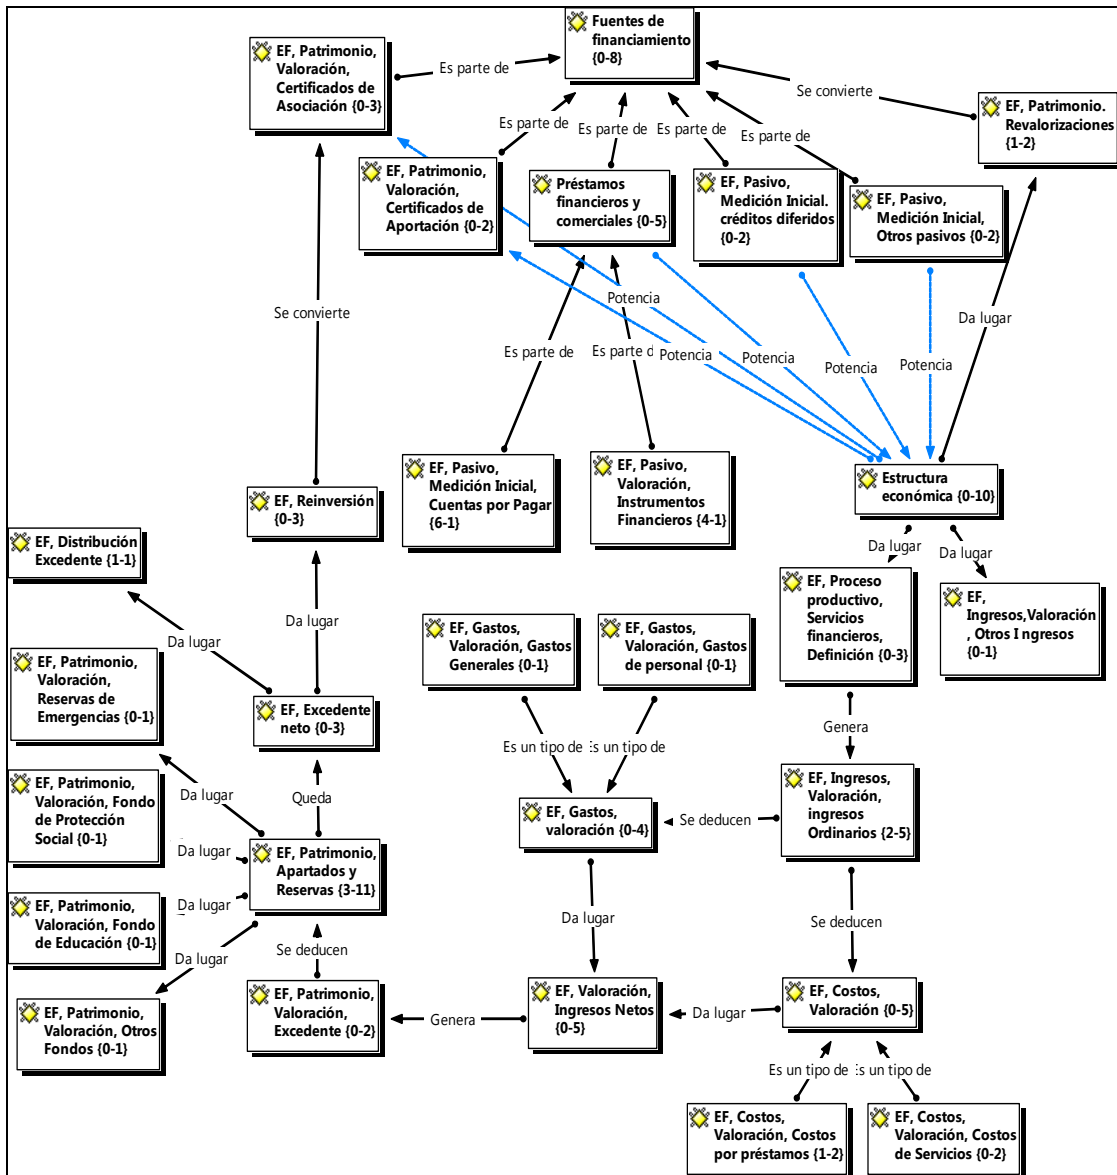 Fuentes de
financiamiento
{0-8}
EF, Patrimonio,
Valoración,
Certificados de
Asociación {0-3}
Es parte de
Se convierte
EF, Patrimonio.
Revalorizaciones
{1-2}
Es parte de
Es parte de
Es parte de
Es parte de
EF, Patrimonio,
Valoración,
Certificados de
Aportación {0-2}
Préstamos
financieros y
comerciales {0-5}
EF, Pasivo,
Medición Inicial.
créditos diferidos
{0-2}
EF, Pasivo,
Medición Inicial,
Otros pasivos {0-2}
Se convierte
Potencia
Da lugar
Es parte de
Es parte d
Potencia
Potencia
Potencia
Potencia
EF, Pasivo,
Medición Inicial,
Cuentas por Pagar
{6-1}
EF, Pasivo,
Valoración,
Instrumentos
Financieros {4-1}
Estructura
económica {0-10}
EF, Reinversión
{0-3}
EF, Distribución
Excedente {1-1}
Da lugar
Da lugar
EF, Proceso
productivo,
Servicios
financieros,
Definición {0-3}
EF,
Ingresos,Valoración
, Otros I ngresos
{0-1}
Da lugar
Da lugar
EF, Gastos,
Valoración, Gastos
Generales {0-1}
EF, Gastos,
Valoración, Gastos
de personal {0-1}
EF, Patrimonio,
Valoración,
Reservas de
Emergencias {0-1}
EF, Excedente
neto {0-3}
Genera
Es un tipo de
Es un tipo de
EF, Patrimonio,
Valoración, Fondo
de Protección
Social {0-1}
Da lugar
Queda
EF, Gastos,
valoración {0-4}
Se deducen
EF, Ingresos,
Valoración,
ingresos
Ordinarios {2-5}
Da lugar
EF, Patrimonio,
Apartados y
Reservas {3-11}
EF, Patrimonio,
Valoración, Fondo
de Educación {0-1}
Da lugar
Da lugar
Se deducen
Da lugar
Se deducen
EF, Patrimonio,
Valoración, Otros
Fondos {0-1}
EF, Patrimonio,
Valoración,
Excedente {0-2}
Genera
EF, Valoración,
Ingresos Netos
{0-5}
Da lugar
EF, Costos,
Valoración {0-5}
Es un tipo de
Es un tipo de
EF, Costos,
Valoración, Costos
por préstamos {1-2}
EF, Costos,
Valoración, Costos
de Servicios {0-2}